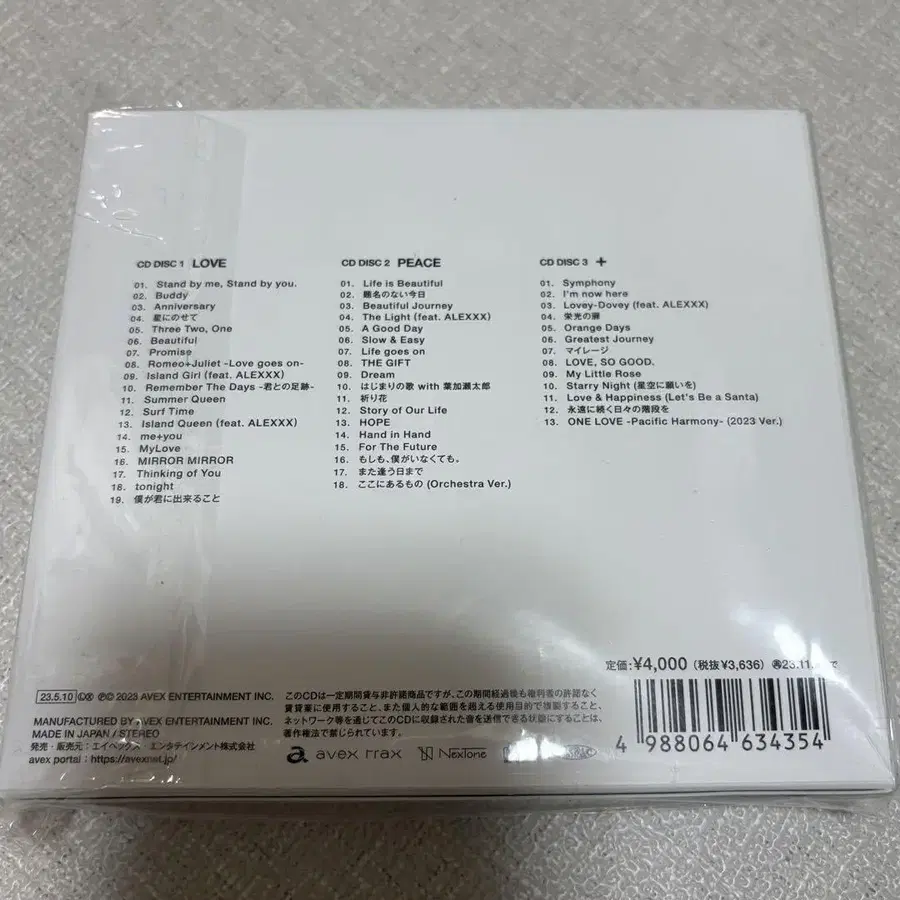 CD DISC 1 LOVE
01. Stand by me, Stand by you.
02. Buddy
03. Anniversary
04. 星にのせて
05. Three Two, One
06. Beautiful
07. Promise
08. Romeo+Juliet -Love goes on-
09. Island Girl (feat. ALEXXX)
10. Remember The Days -君との足跡-
11. Summer Queen
12. Surf Time
13. Island Queen (feat. ALEXXX)
14. me+you
15. MyLove
16. MIRROR MIRROR
17. Thinking of You
18. tonight
19. 僕が君に出来ること
CD DISC 2 PEACE
01. Life is Beautiful
02. 題名のない今日
03. Beautiful Journey
04. The Light (feat. ALEXXX)
05. A Good Day
06. Slow & Easy
07. Life goes on
08. THE GIFT
09. Dream
10. はじまりの歌 with 葉加瀬太郎
11. 祈り花
12. Story of Our Life
13. HOPE
14. Hand in Hand
15. For The Future
16. もしも、僕がいなくても。
17. また逢う日まで
18. ここにあるもの (Orchestra Ver.)
CD DISC 3 +
01. Symphony
02. I'm now here
03. Lovey-Dovey (feat. ALEXXX)
04. 栄光の扉
05. Orange Days
06. Greatest Journey
07. マイレージ
08. LOVE, SO GOOD.
09. My Little Rose
10. Starry Night (星空に願いを)
11. Love & Happiness (Let's Be a Santa)
12. 永遠に続く日々の階段を
13. ONE LOVE -Pacific Harmony- (2023 Ver.)
定価:¥4,000 (税抜¥3,636) 再23.11. で
23.5.10 LX ℗© 2023 AVEX ENTERTAINMENT INC.
MANUFACTURED BY AVEX ENTERTAINMENT INC.
MADE IN JAPAN / STEREO
発売・販売元:エイベックス・エンタテインメント株式会社
avex portal:https://avexnet.jp/
このCDは一定期間貸与非許諾商品ですが、この期間経過後も権利者の許諾なく
賃貸業に使用すること、また個人的な範囲を超える使用目的で複製すること、
ネットワーク等を通じてこのCDに収録された音を送信できる状態にすることは、
著作権法で禁じられています。
a avex trax NexTone
4 988064 634354